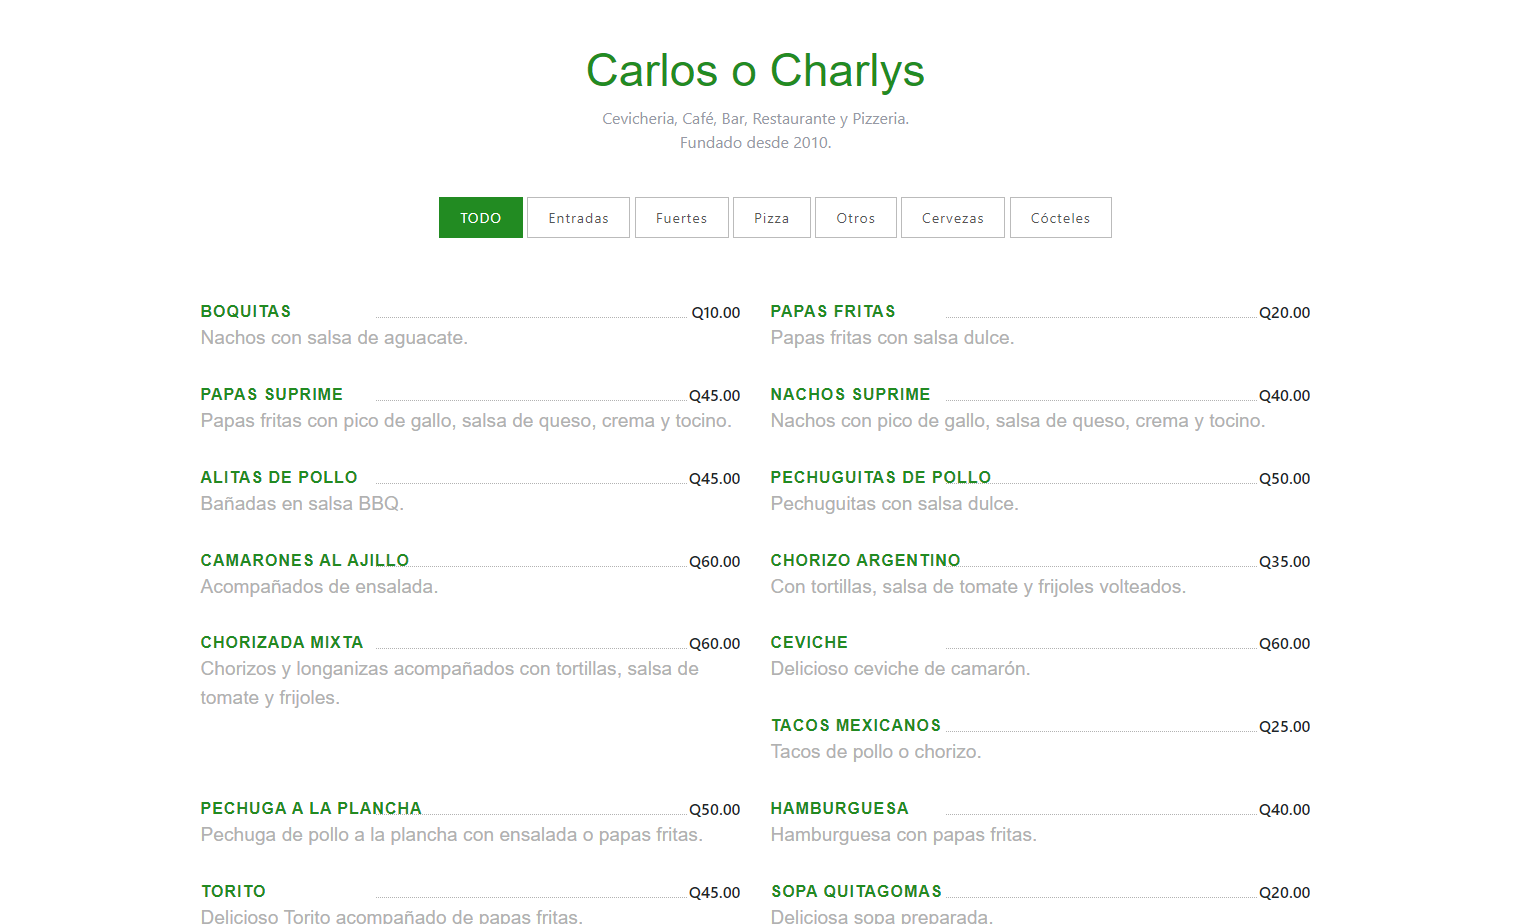 Carlos o Charlys
Cevicheria, Café, Bar, Restaurante y Pizzeria.
Fundado desde 2010.
TODO Entradas Fuertes Pizza Otros Cervezas Cócteles
BOQUITAS Q10.00
Nachos con salsa de aguacate.
PAPAS FRITAS Q20.00
Papas fritas con salsa dulce.
PAPAS SUPRIME Q45.00
Papas fritas con pico de gallo, salsa de queso, crema y tocino.
NACHOS SUPRIME Q40.00
Nachos con pico de gallo, salsa de queso, crema y tocino.
ALITAS DE POLLO Q45.00
Bañadas en salsa BBQ.
PECHUGUITAS DE POLLO Q50.00
Pechuguitas con salsa dulce.
CAMARONES AL AJILLO Q60.00
Acompañados de ensalada.
CHORIZO ARGENTINO Q35.00
Con tortillas, salsa de tomate y frijoles volteados.
CHORIZADA MIXTA Q60.00
Chorizos y longanizas acompañados con tortillas, salsa de
tomate y frijoles.
CEVICHE Q60.00
Delicioso ceviche de camarón.
TACOS MEXICANOS Q25.00
Tacos de pollo o chorizo.
PECHUGA A LA PLANCHA Q50.00
Pechuga de pollo a la plancha con ensalada o papas fritas.
HAMBURGUESA Q40.00
Hamburguesa con papas fritas.
TORITO Q45.00
Delicioso Torito acompañado de papas fritas.
SOPA QUITAGOMAS Q20.00
Deliciosa sopa preparada.